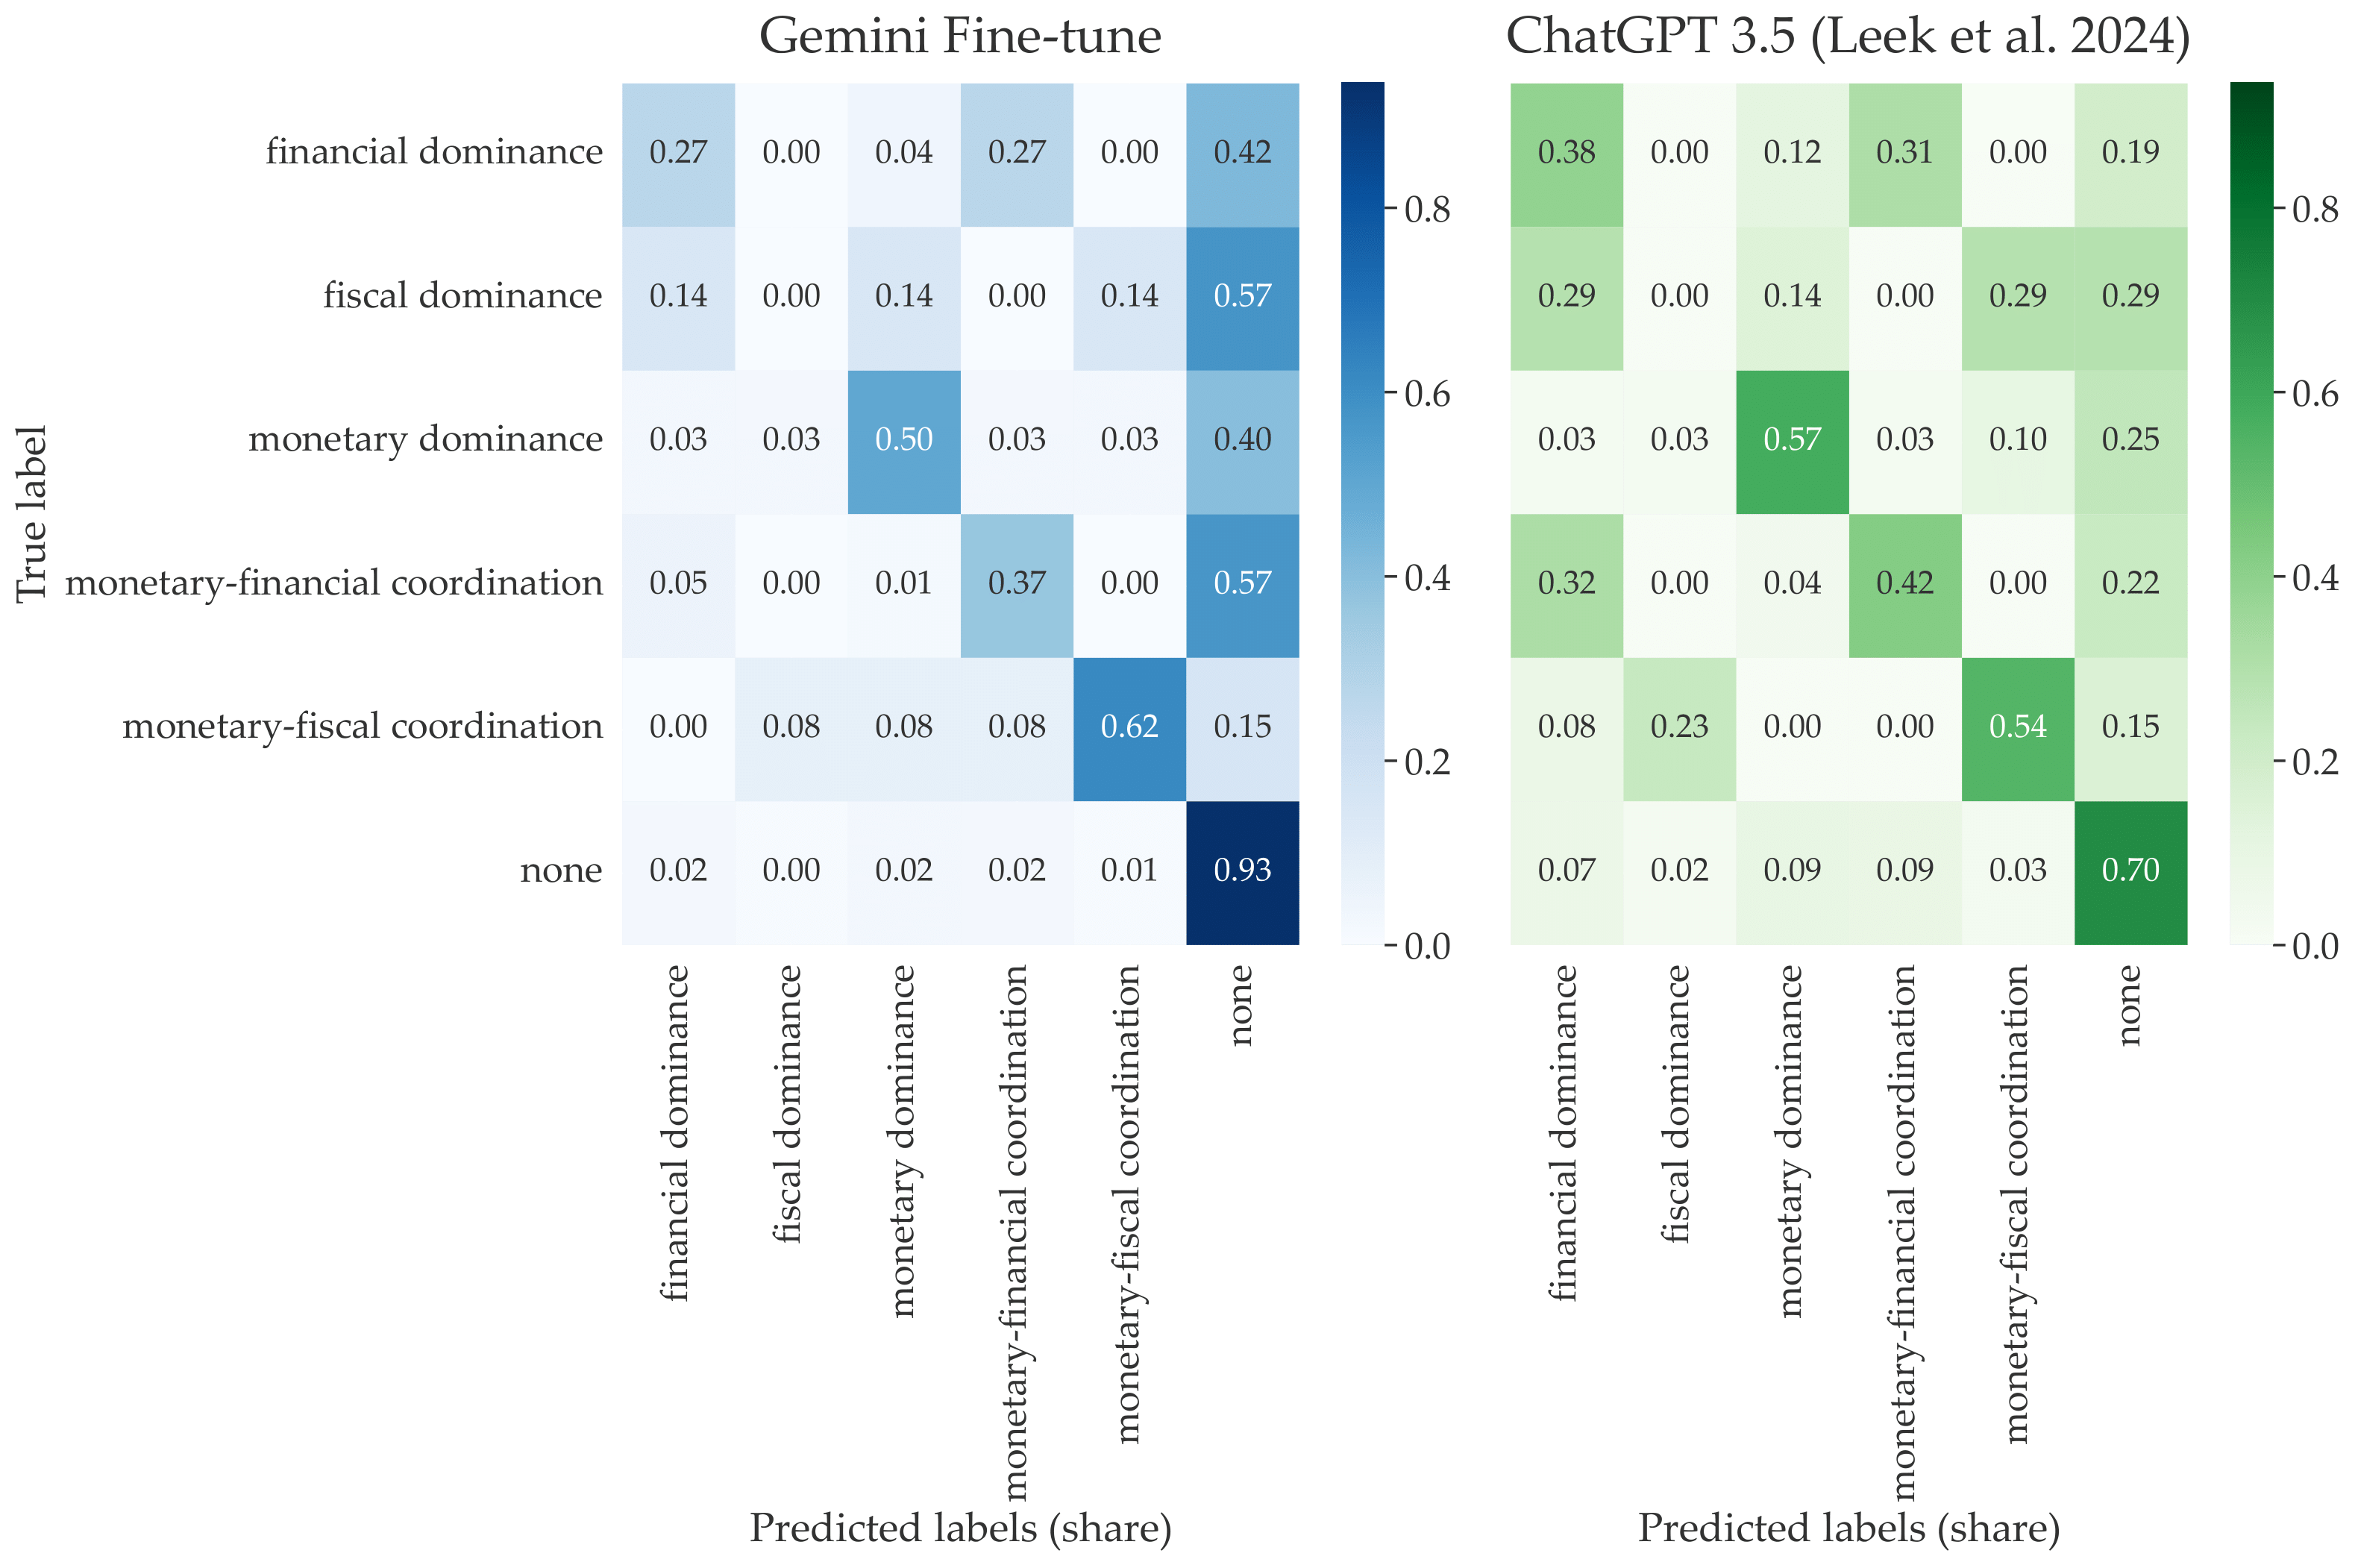 Gemini Fine-tune
ChatGPT 3.5 (Leek et al. 2024)
True label
financial dominance
fiscal dominance
monetary dominance
monetary-financial coordination
monetary-fiscal coordination
none
0.27 0.00 0.04 0.27 0.00 0.42
0.14 0.00 0.14 0.00 0.14 0.57
0.03 0.03 0.50 0.03 0.03 0.40
0.05 0.00 0.01 0.37 0.00 0.57
0.00 0.08 0.08 0.08 0.62 0.15
0.02 0.00 0.02 0.02 0.01 0.93
0.8
0.6
0.4
0.2
0.0
financial dominance
fiscal dominance
monetary dominance
monetary-financial coordination
monetary-fiscal coordination
none
Predicted labels (share)
0.38 0.00 0.12 0.31 0.00 0.19
0.29 0.00 0.14 0.00 0.29 0.29
0.03 0.03 0.57 0.03 0.10 0.25
0.32 0.00 0.04 0.42 0.00 0.22
0.08 0.23 0.00 0.00 0.54 0.15
0.07 0.02 0.09 0.09 0.03 0.70
0.8
0.6
0.4
0.2
0.0
financial dominance
fiscal dominance
monetary dominance
monetary-financial coordination
monetary-fiscal coordination
none
Predicted labels (share)